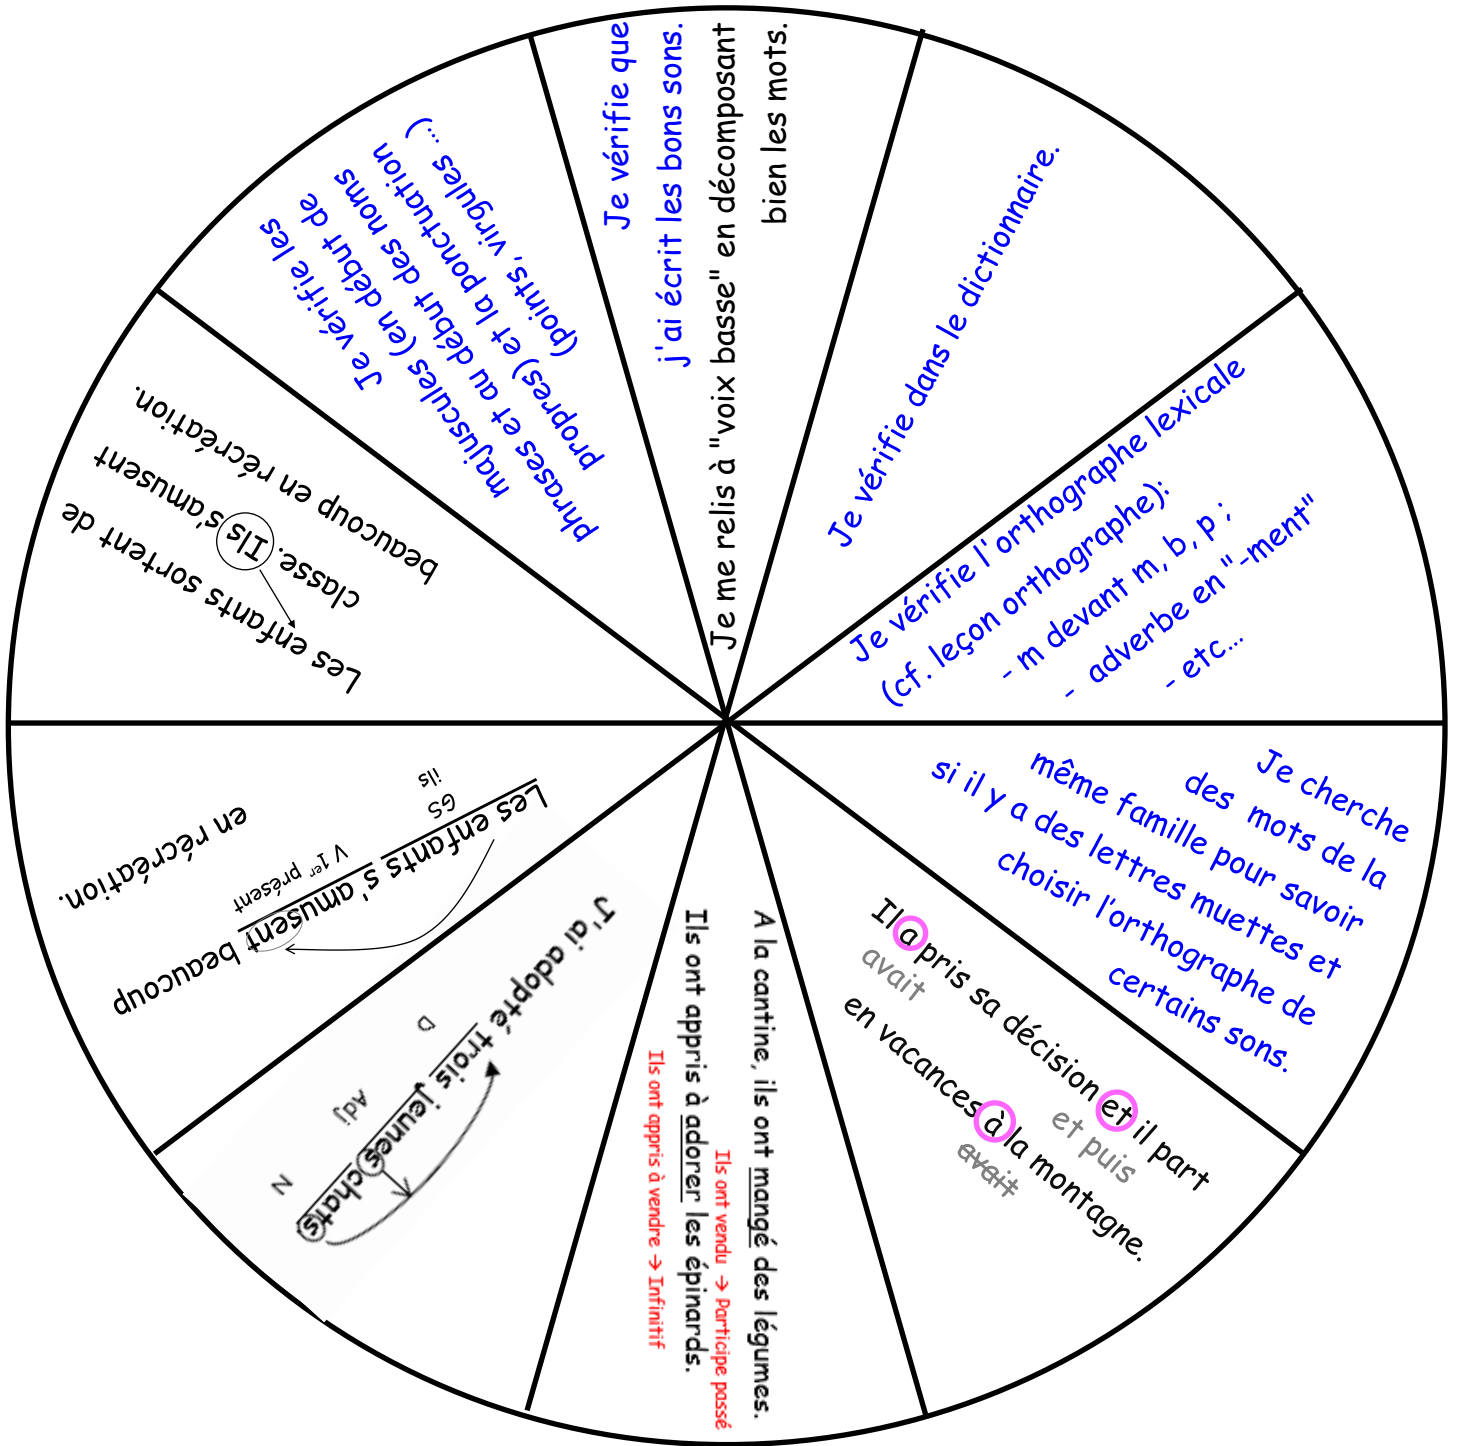 Je vérifie que
j'ai écrit les bons sons.
Je me relis à "voix basse" en décomposant
bien les mots.
Je vérifie dans le dictionnaire.
Je vérifie l'orthographe lexicale
(cf. leçon orthographe):
- m devant m, b, p ;
- adverbe en "-ment"
- etc…
Je cherche
des mots de la
même famille pour savoir
si il y a des lettres muettes et
choisir l'orthographe de
certains sons.
Il a pris sa décision et il part
avait
et puis
en vacances à la montagne.
avait
A la cantine, ils ont mangé des légumes.
Ils ont vendu → Participe passé
Ils ont appris à adorer les épinards.
Ils ont appris à vendre → Infinitif
J'ai adopté trois jeunes chats
D
Adj
N
ils
GS
V 1er présent
Les enfants s'amusent beaucoup
en récréation.
Les enfants sortent de
classe. Ils s'amusent
beaucoup en récréation.
Je vérifie les
majuscules (en début de
phrases et au début des noms
propres) et la ponctuation
(points, virgules …)